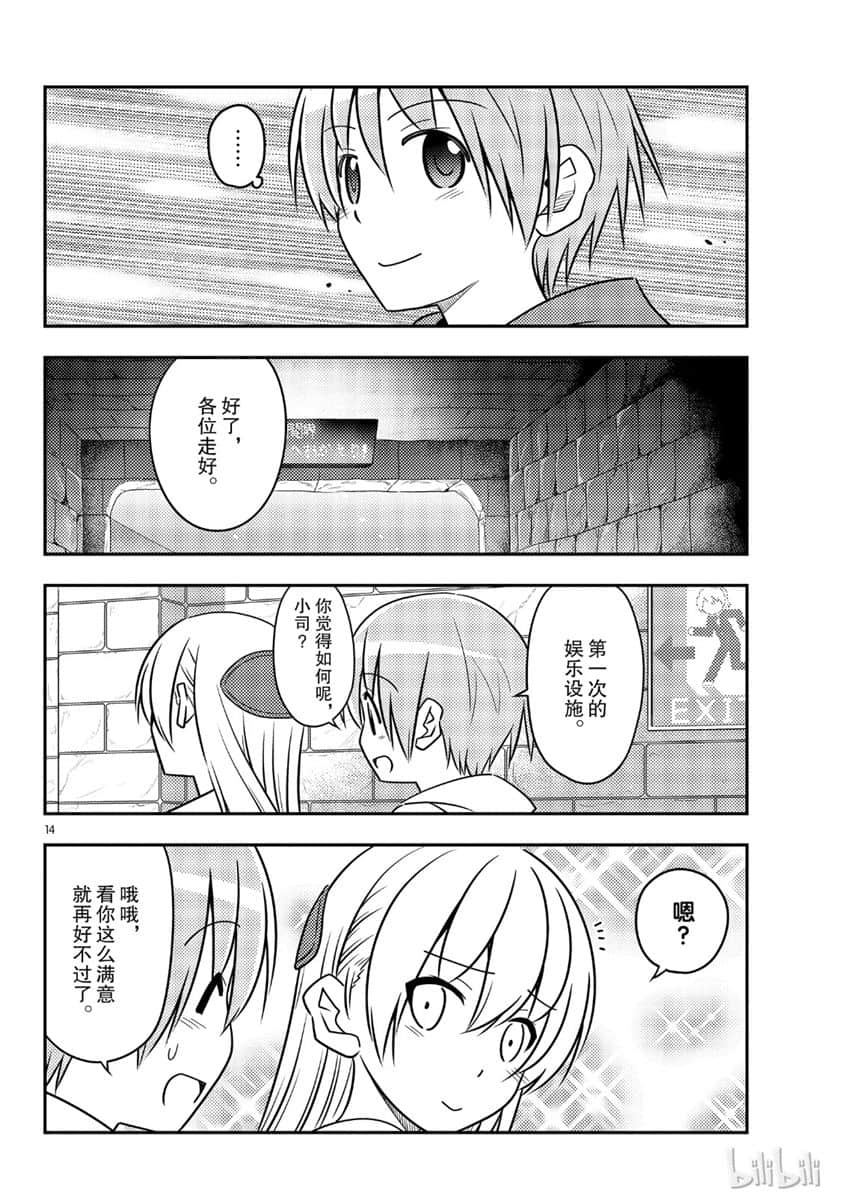 ……
好了，
各位走好。
第一次的
娱乐设施。
你觉得如何呢，
小司？
EXIT
14
嗯？
哦哦，
看你这么满意
就再好不过了。
bilibili